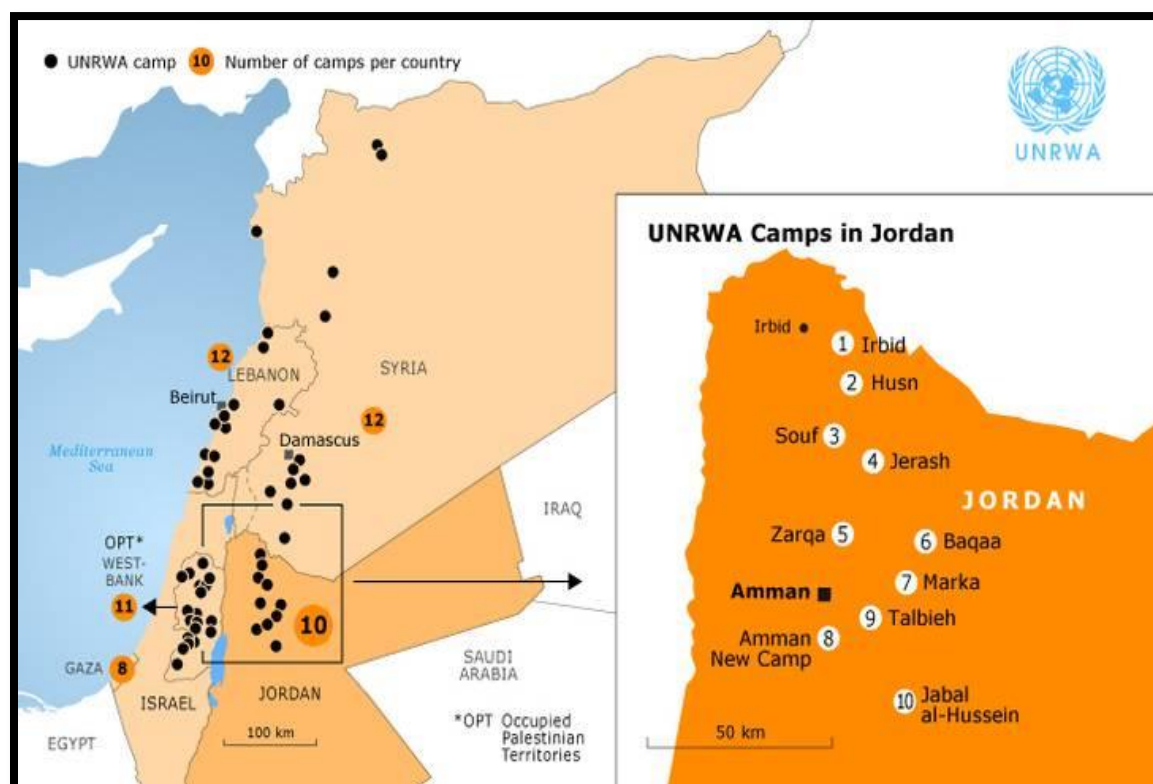 UNRWA camp 10 Number of camps per country
UNRWA
12
LEBANON
SYRIA
Beirut
12
Mediterranean
Sea
Damascus
IRAQ
OPT*
WEST-
BANK
11
10
GAZA 8
SAUDI
ARABIA
ISRAEL
JORDAN
EGYPT
100 km
*OPT Occupied
Palestinian
Territories
UNRWA Camps in Jordan
Irbid
1 Irbid
2 Husn
Souf 3
4 Jerash
JORDAN
Zarqa 5
6 Baqaa
7 Marka
Amman
9 Talbieh
Amman 8
New Camp
10 Jabal
al-Hussein
50 km